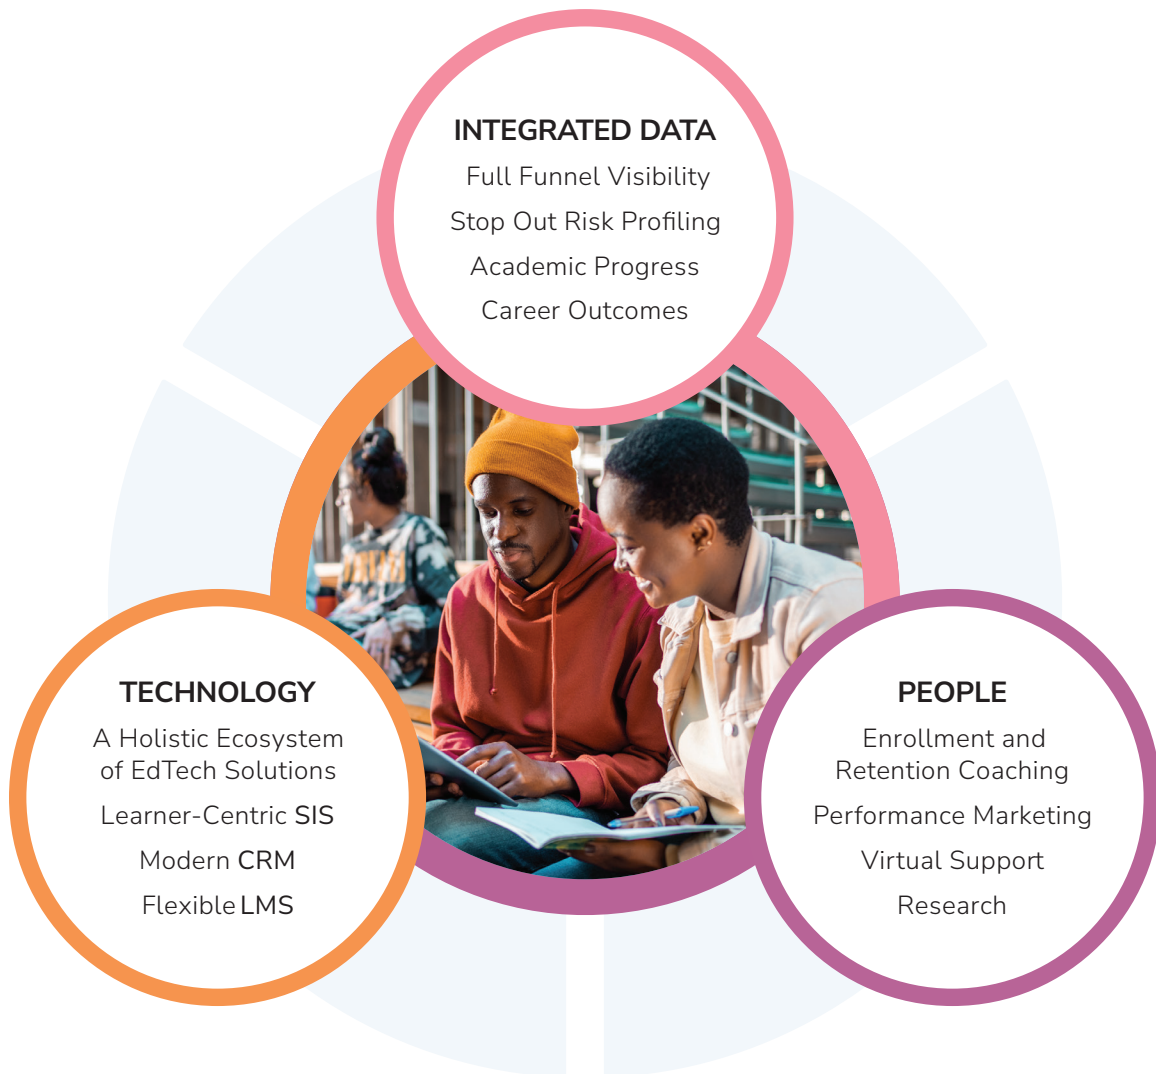 INTEGRATED DATA
Full Funnel Visibility
Stop Out Risk Profiling
Academic Progress
Career Outcomes
TECHNOLOGY
A Holistic Ecosystem
of EdTech Solutions
Learner-Centric SIS
Modern CRM
Flexible LMS
PEOPLE
Enrollment and
Retention Coaching
Performance Marketing
Virtual Support
Research